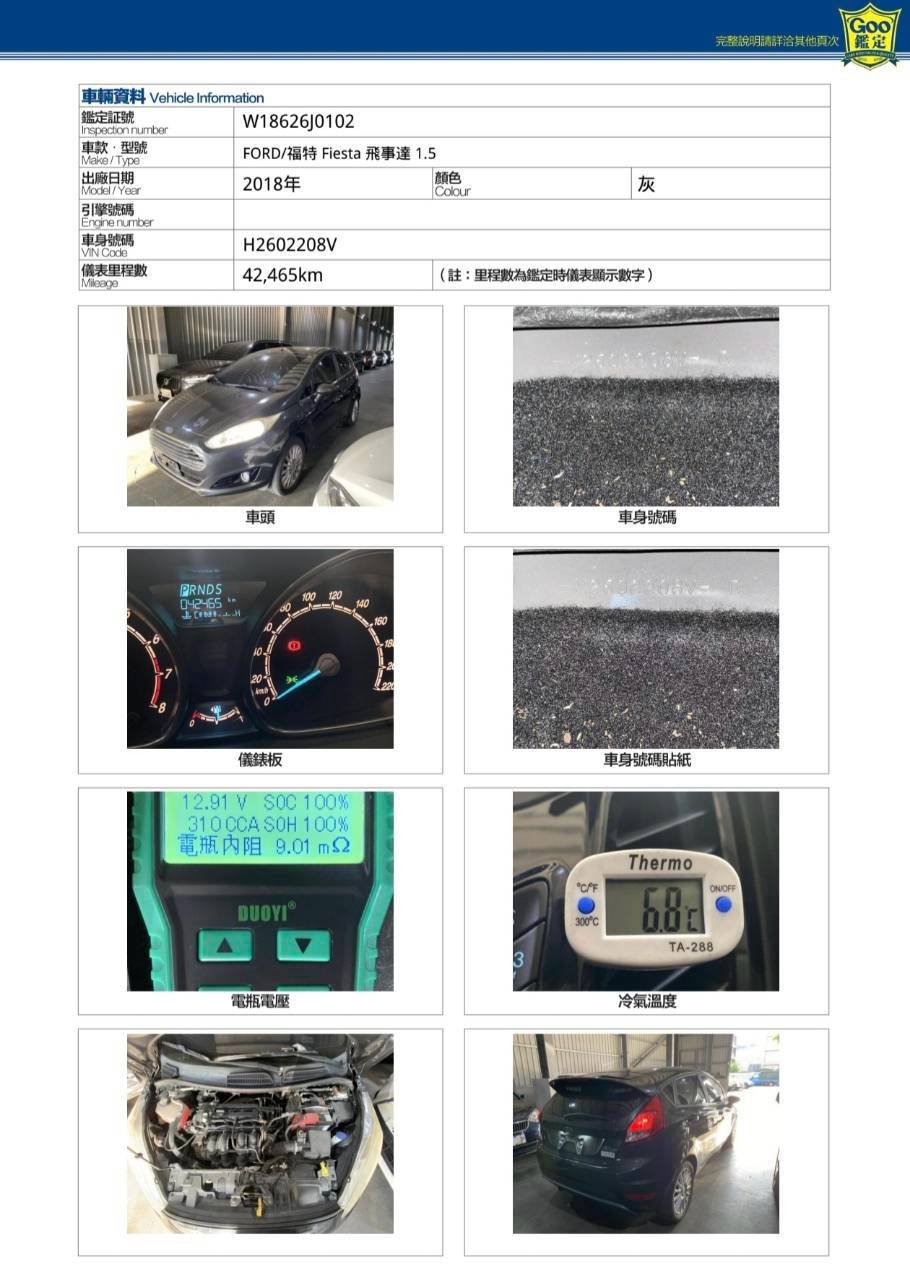 完整說明請詳洽其他頁次
Goo
鑑定
車輛資料 Vehicle Information
鑑定証號
Inspection number
W18626J0102
車款‧型號
Make / Type
FORD/福特 Fiesta 飛事達 1.5
出廠日期
Model / Year
2018年
顏色
Colour
灰
引擎號碼
Engine number
車身號碼
VIN Code
H2602208V
儀表里程數
Mileage
42,465km
(註:里程數為鑑定時儀表顯示數字)
車頭
車身號碼
PRNDS
042465 km
80
100
120
140
160
220
20
0
km/h
6
7
8
儀錶板
車身號碼貼紙
12.91 V SOC 100%
310 CCA SOH 100%
電瓶內阻 9.01 mΩ
DUOYI®
電瓶電壓
Thermo
°C/°F
ON/OFF
300°C
6.8℃
TA-288
3
冷氣溫度